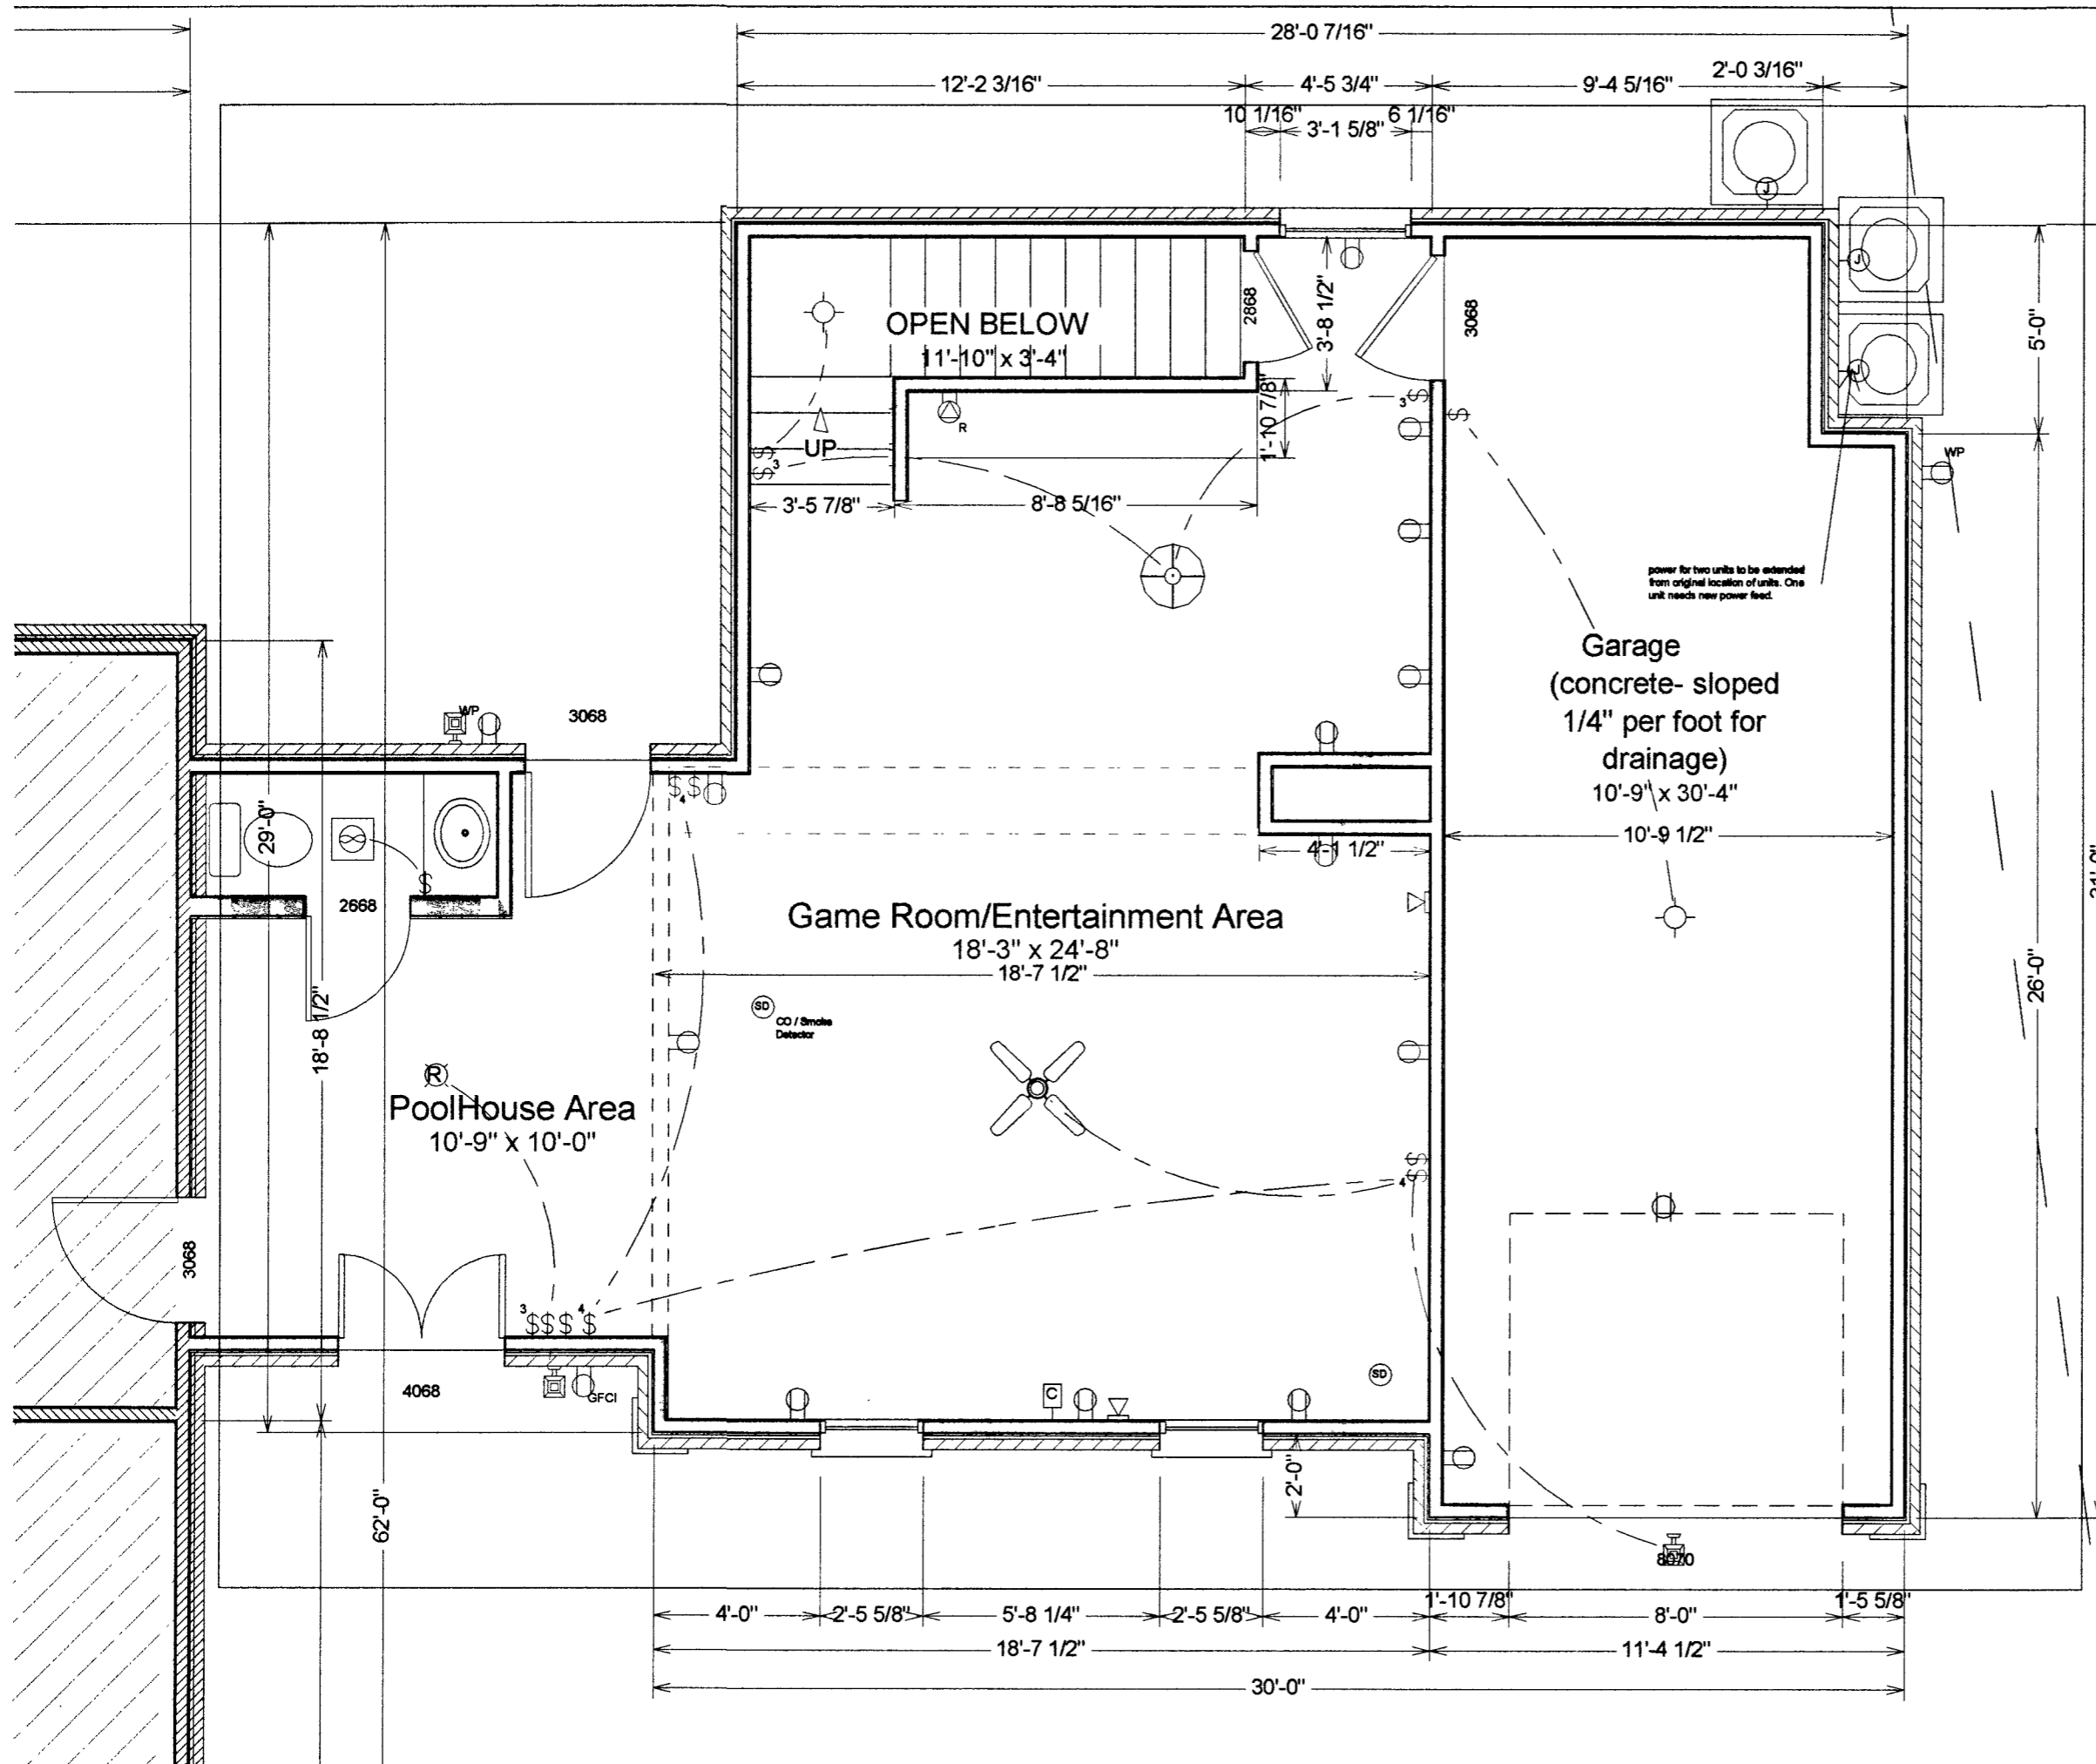 28'-0 7/16"
12'-2 3/16"
4'-5 3/4"
9'-4 5/16"
2'-0 3/16"
10 1/16"
3'-1 5/8"
6 1/16"
J
J
J
OPEN BELOW
11'-10" x 3'-4"
2868
3'-8 1/2"
3068
5'-0"
1'-10 7/8"
R
3
$
$
UP
$
$
3
WP
3'-5 7/8"
8'-8 5/16"
power for two units to be extended
from original location of units. One
unit needs new power feed.
Garage
(concrete- sloped
1/4" per foot for
drainage)
10'-9" x 30'-4"
10'-9 1/2"
WP
3068
$
4
$
4'-1 1/2"
29'-0"
$
2668
Game Room/Entertainment Area
18'-3" x 24'-8"
18'-7 1/2"
SD
CO / Smoke
Detector
26'-0"
18'-8 1/2"
R
PoolHouse Area
10'-9" x 10'-0"
$
$
4
3068
3
$$ $
4
$
4068
GFCI
C
SD
62'-0"
2'-0"
8070
4'-0"
2'-5 5/8"
5'-8 1/4"
2'-5 5/8"
4'-0"
1'-10 7/8"
8'-0"
1'-5 5/8"
18'-7 1/2"
11'-4 1/2"
30'-0"